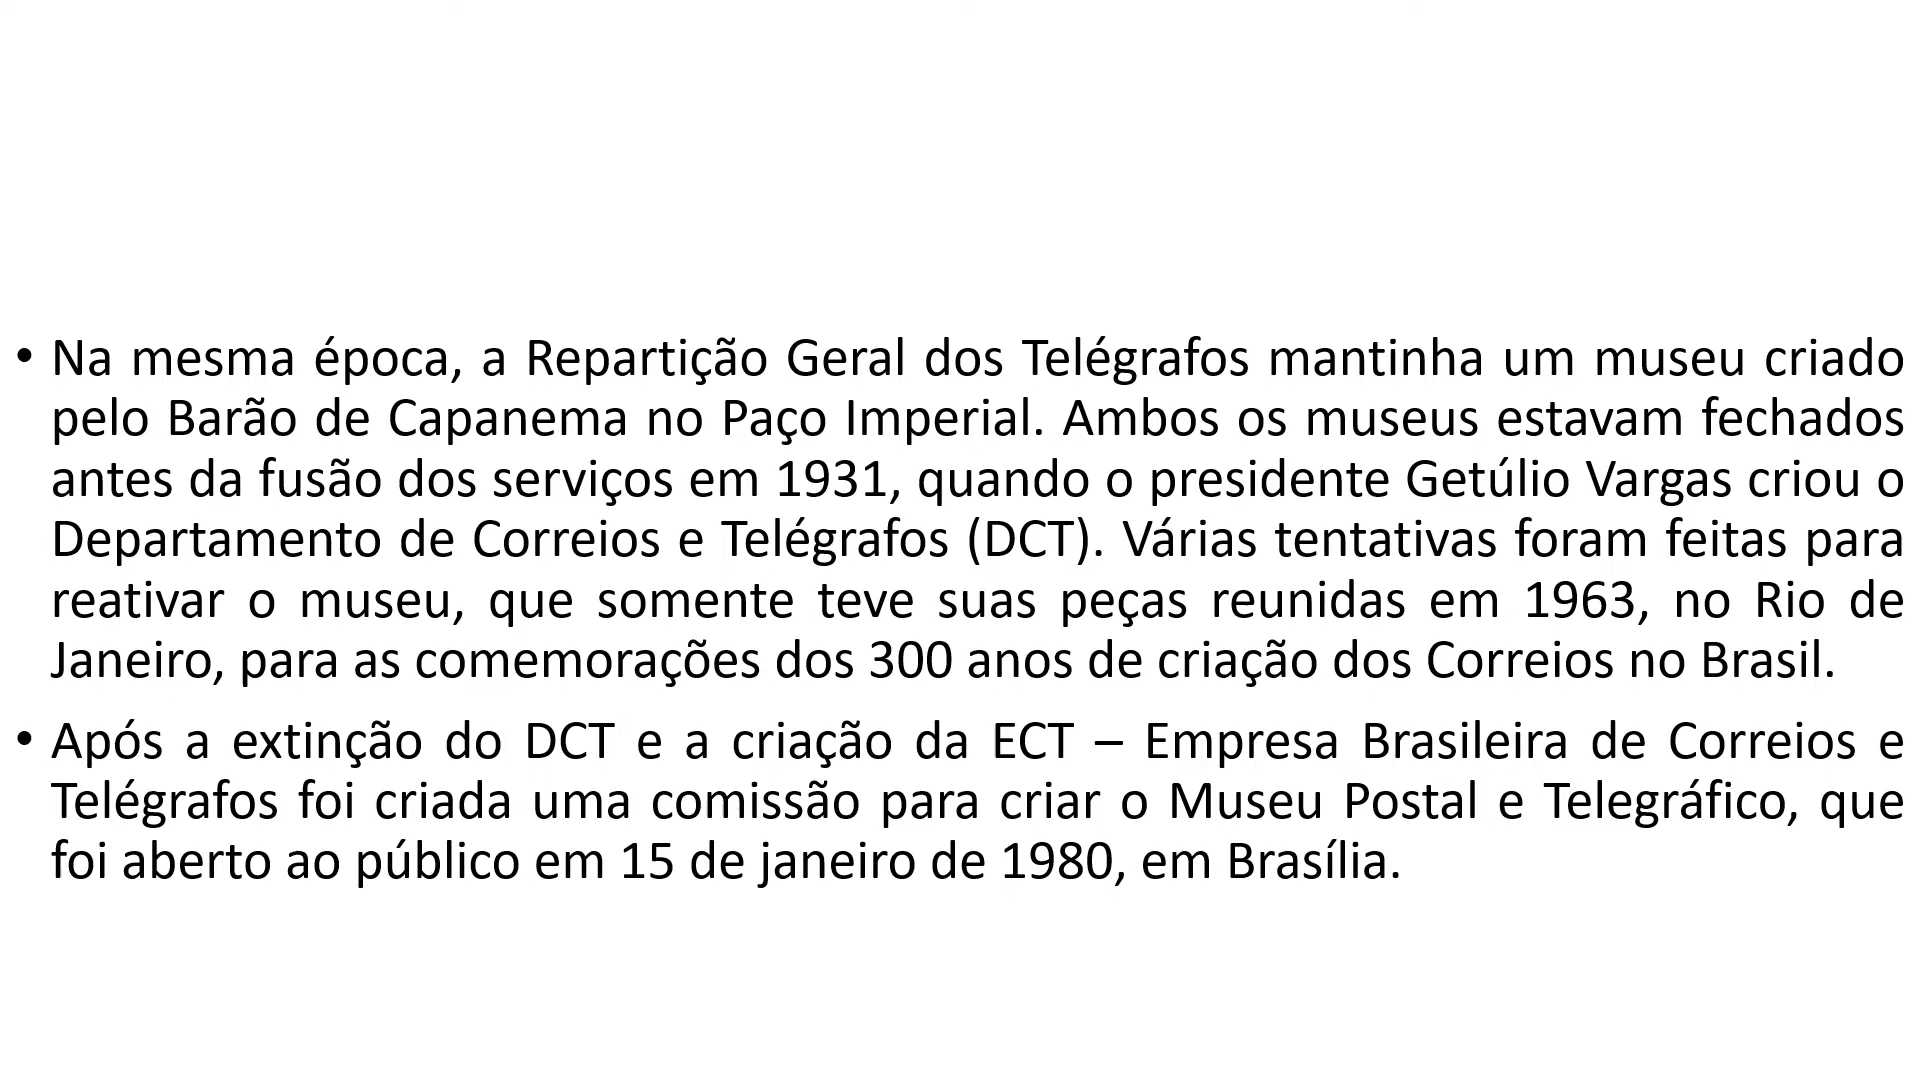 • Na mesma época, a Repartição Geral dos Telégrafos mantinha um museu criado
pelo Barão de Capanema no Paço Imperial. Ambos os museus estavam fechados
antes da fusão dos serviços em 1931, quando o presidente Getúlio Vargas criou o
Departamento de Correios e Telégrafos (DCT). Várias tentativas foram feitas para
reativar o museu, que somente teve suas peças reunidas em 1963, no Rio de
Janeiro, para as comemorações dos 300 anos de criação dos Correios no Brasil.
• Após a extinção do DCT e a criação da ECT – Empresa Brasileira de Correios e
Telégrafos foi criada uma comissão para criar o Museu Postal e Telegráfico, que
foi aberto ao público em 15 de janeiro de 1980, em Brasília.